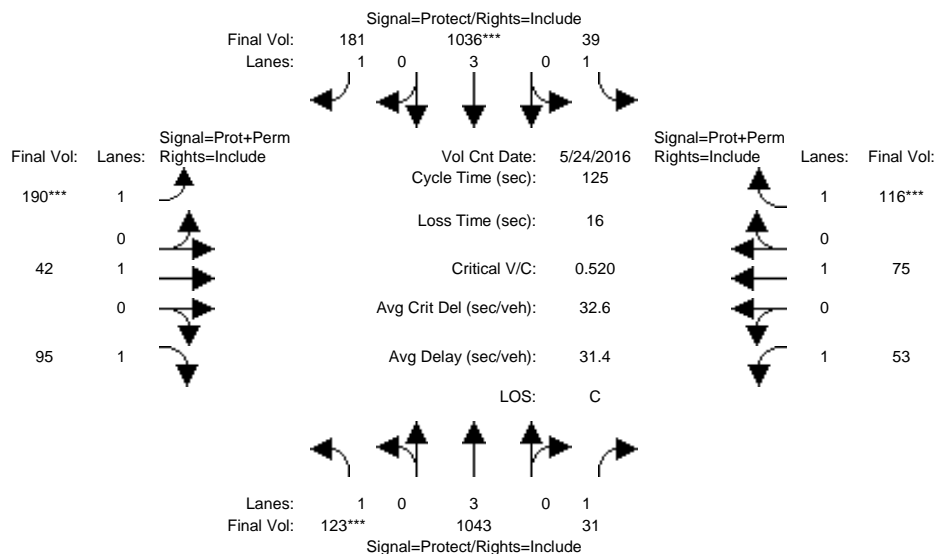 Signal=Protect/Rights=Include
Final Vol: 181 1036*** 39
Lanes: 1 0 3 0 1
Signal=Prot+Perm
Final Vol: Lanes: Rights=Include
Vol Cnt Date: 5/24/2016
Signal=Prot+Perm
Rights=Include Lanes: Final Vol:
Cycle Time (sec): 125
190*** 1
1 116***
Loss Time (sec): 16
0
0
42 1
Critical V/C: 0.520
1 75
0
Avg Crit Del (sec/veh): 32.6
0
95 1
Avg Delay (sec/veh): 31.4
1 53
LOS: C
Lanes: 1 0 3 0 1
Final Vol: 123*** 1043 31
Signal=Protect/Rights=Include